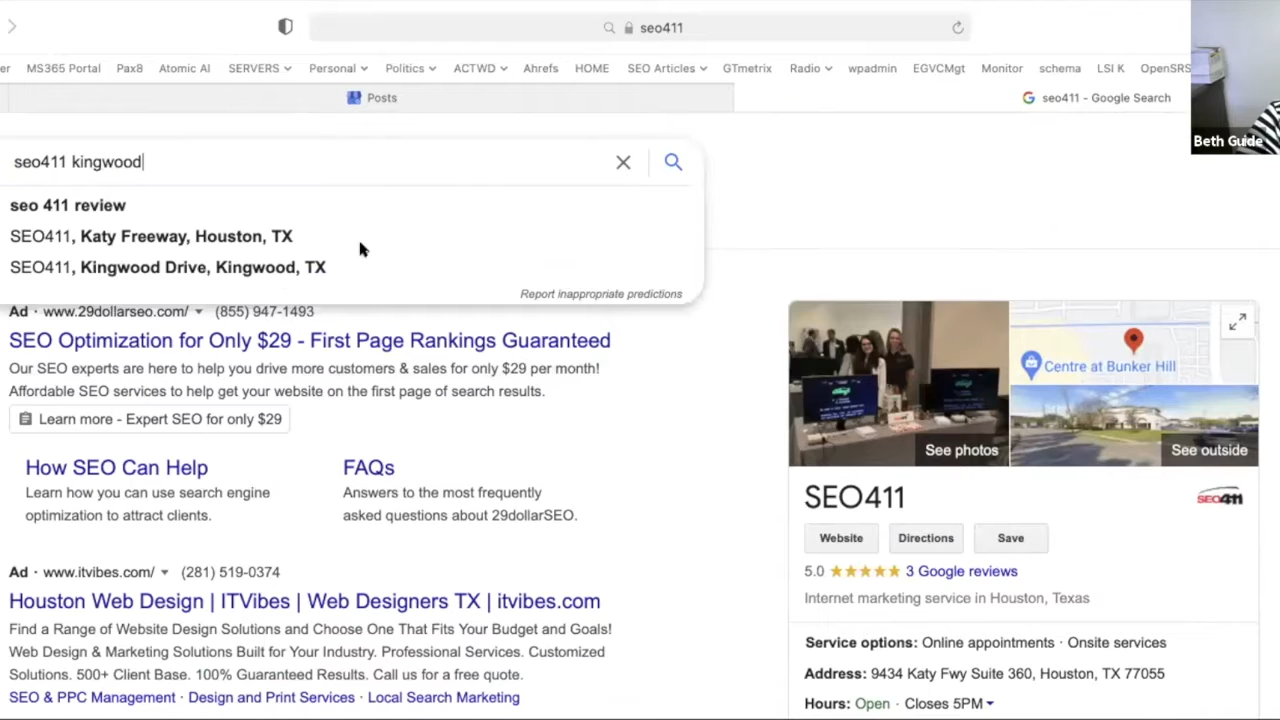 seo411
er MS365 Portal Pax8 Atomic AI SERVERS Personal Politics ACTWD Ahrefs HOME SEO Articles GTmetrix Radio wpadmin EGVCMgt Monitor schema LSI K OpenSRS
Posts
seo411 - Google Search
Beth Guide
seo411 kingwood
seo 411 review
SEO411, Katy Freeway, Houston, TX
SEO411, Kingwood Drive, Kingwood, TX
Report inappropriate predictions
Ad · www.29dollarseo.com/ (855) 947-1493
SEO Optimization for Only $29 - First Page Rankings Guaranteed
Our SEO experts are here to help you drive more customers & sales for only $29 per month!
Affordable SEO services to help get your website on the first page of search results.
Learn more - Expert SEO for only $29
How SEO Can Help
Learn how you can use search engine
optimization to attract clients.
FAQs
Answers to the most frequently
asked questions about 29dollarSEO.
Ad · www.itvibes.com/ (281) 519-0374
Houston Web Design | ITVibes | Web Designers TX | itvibes.com
Find a Range of Website Design Solutions and Choose One That Fits Your Budget and Goals!
Web Design & Marketing Solutions Built for Your Industry. Professional Services. Customized
Solutions. 500+ Client Base. 100% Guaranteed Results. Call us for a free quote.
SEO & PPC Management · Design and Print Services · Local Search Marketing
Centre at Bunker Hill
See photos
See outside
SEO411
SEO411
Website Directions Save
5.0 3 Google reviews
Internet marketing service in Houston, Texas
Service options: Online appointments · Onsite services
Address: 9434 Katy Fwy Suite 360, Houston, TX 77055
Hours: Open · Closes 5PM